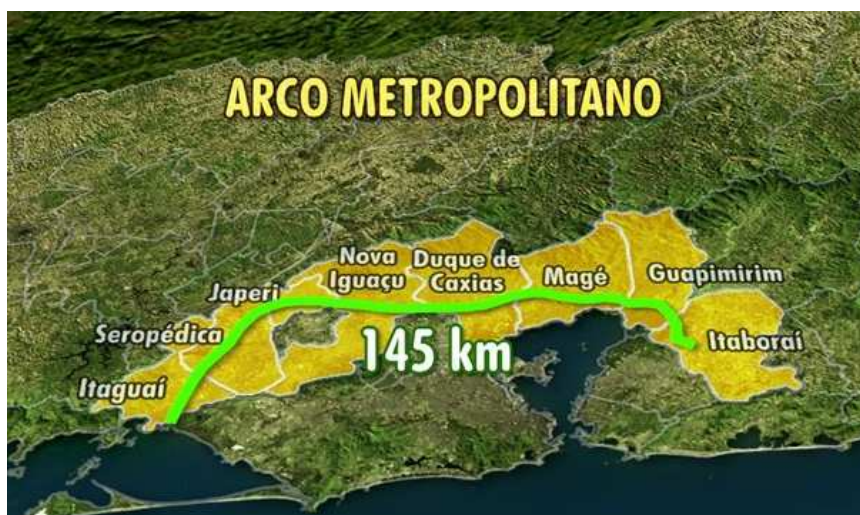 ARCO METROPOLITANO
Nova
Iguaçu
Duque de
Caxias
Magé
Guapimirim
Japeri
Seropédica
145 km
Itaboraí
Itaguaí